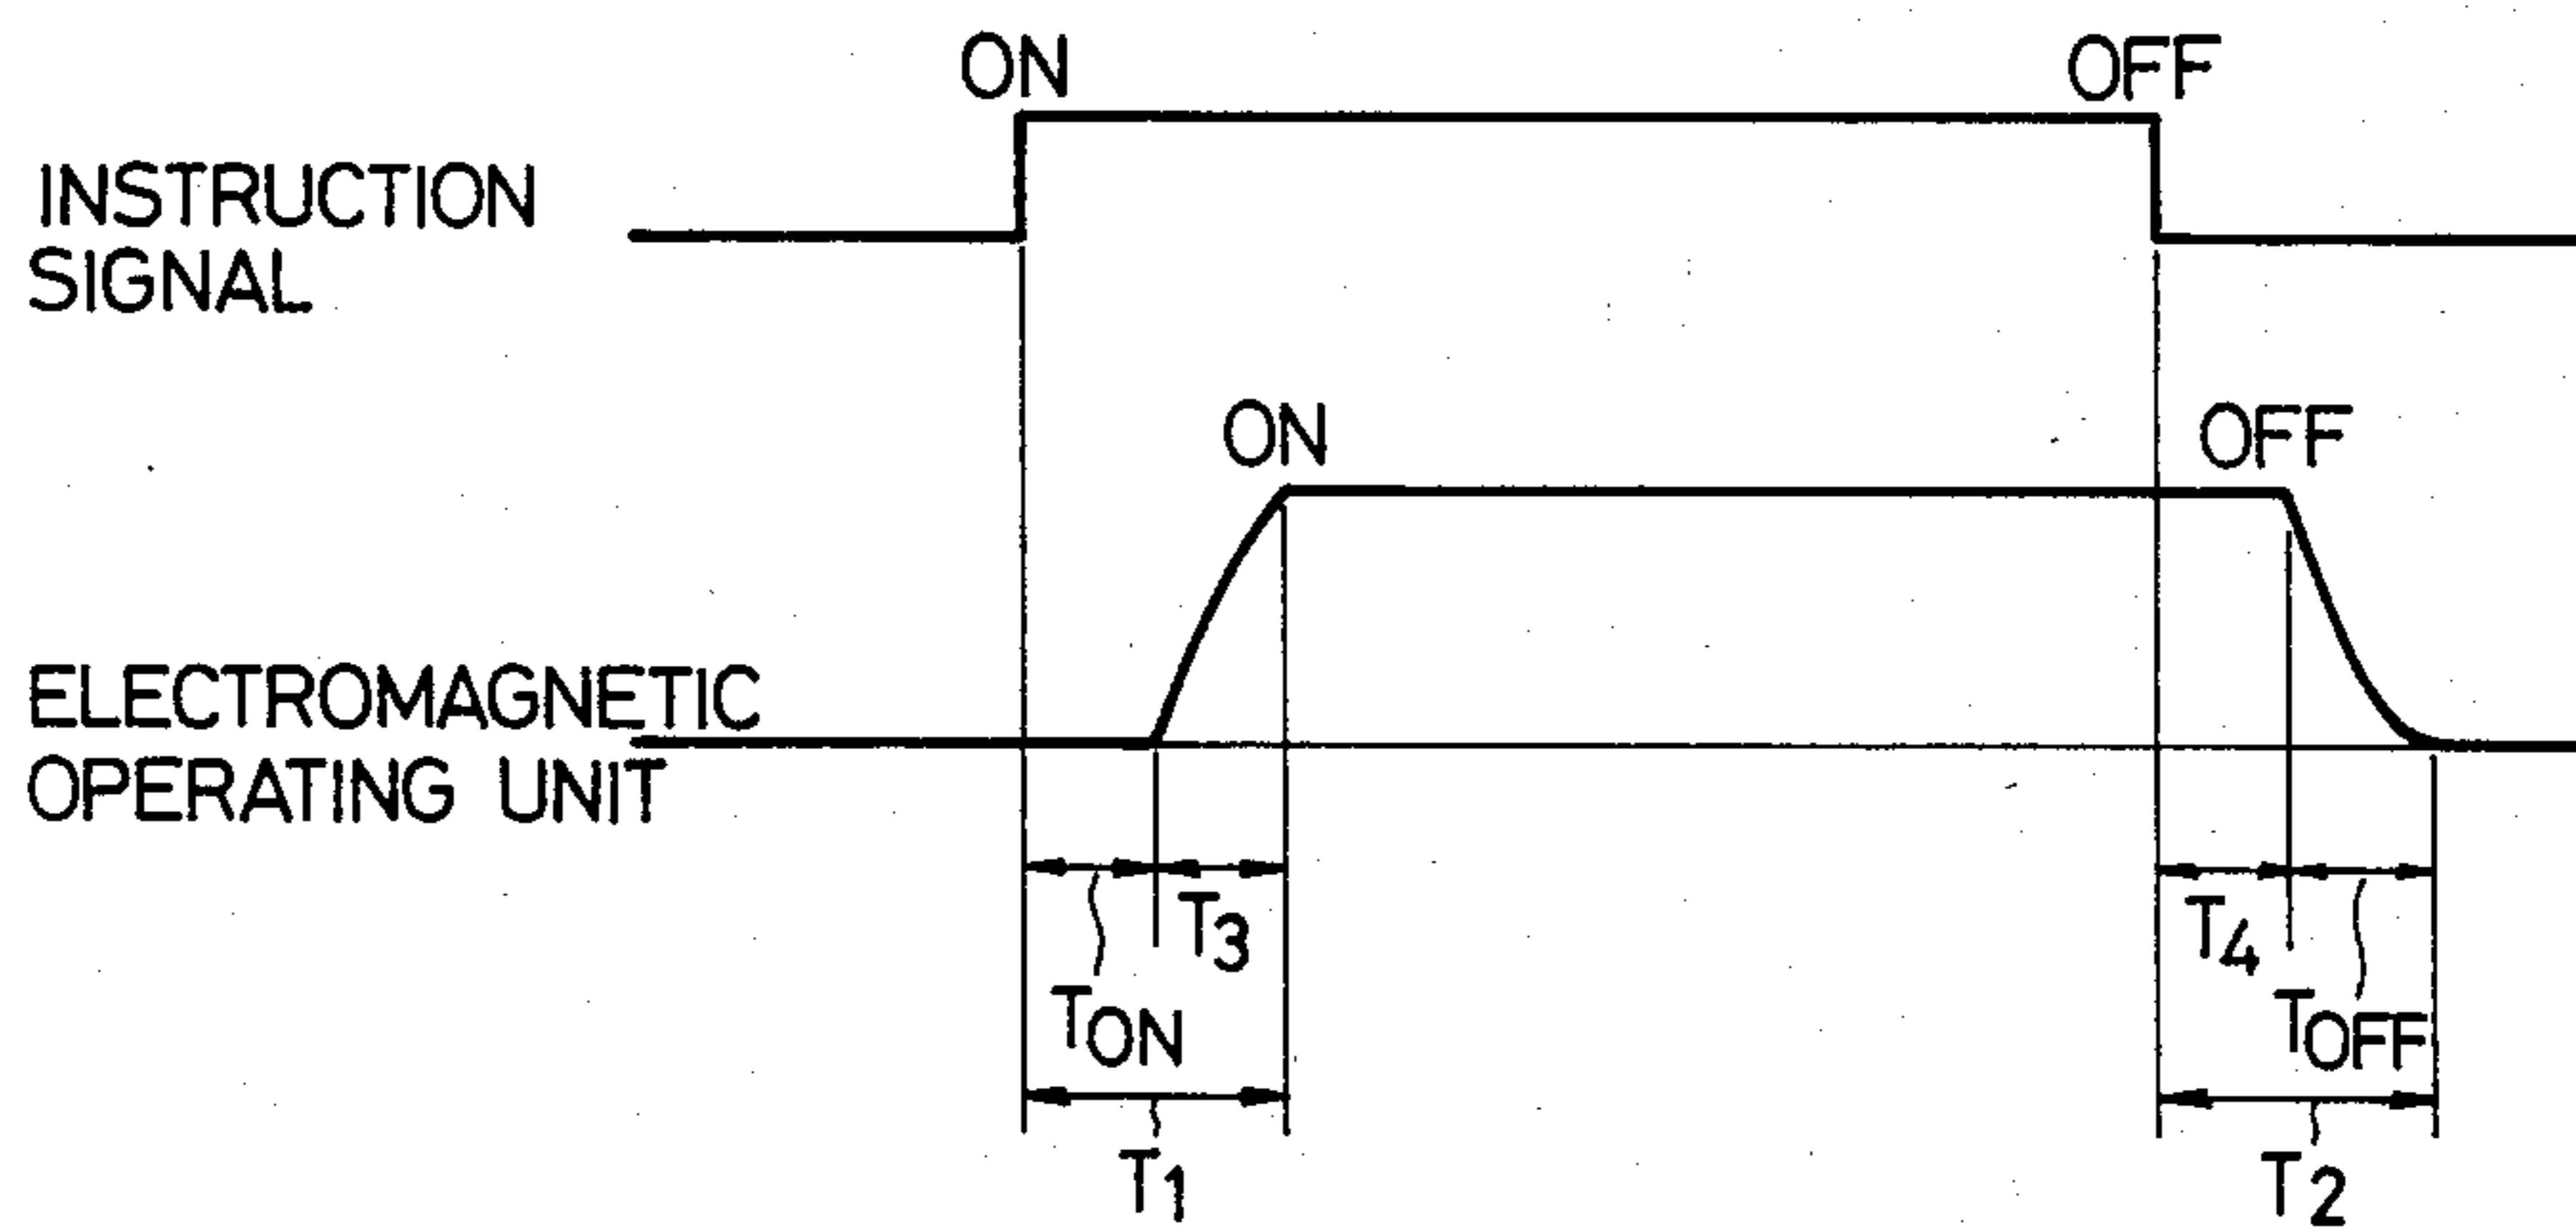 ON
OFF
INSTRUCTION
SIGNAL
ON
OFF
ELECTROMAGNETIC
OPERATING UNIT
T3
T4
TON
TOFF
T1
T2